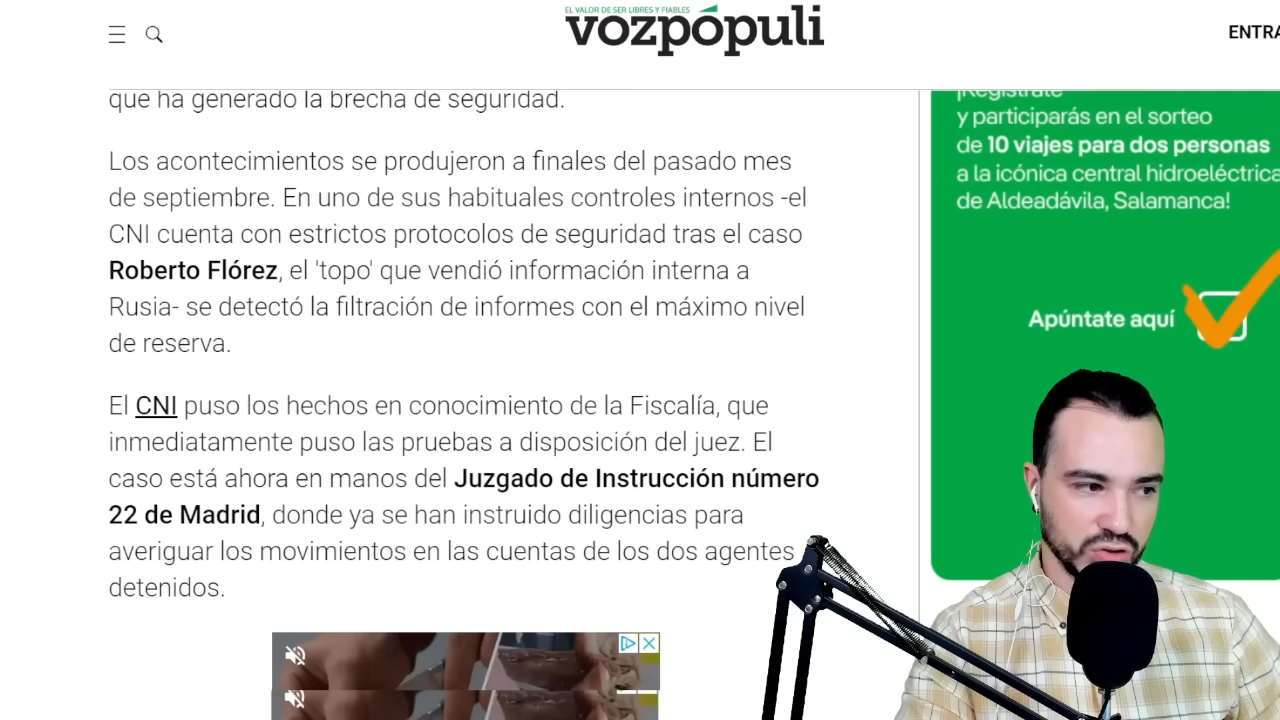 EL VALOR DE SER LIBRES Y FIABLES
vozpópuli
ENTRA
que ha generado la brecha de seguridad.
Los acontecimientos se produjeron a finales del pasado mes
de septiembre. En uno de sus habituales controles internos -el
CNI cuenta con estrictos protocolos de seguridad tras el caso
Roberto Flórez, el 'topo' que vendió información interna a
Rusia- se detectó la filtración de informes con el máximo nivel
de reserva.
El CNI puso los hechos en conocimiento de la Fiscalía, que
inmediatamente puso las pruebas a disposición del juez. El
caso está ahora en manos del Juzgado de Instrucción número
22 de Madrid, donde ya se han instruido diligencias para
averiguar los movimientos en las cuentas de los dos agentes
detenidos.
¡Regístrate
y participarás en el sorteo
de 10 viajes para dos personas
a la icónica central hidroeléctrica
de Aldeadávila, Salamanca!
Apúntate aquí